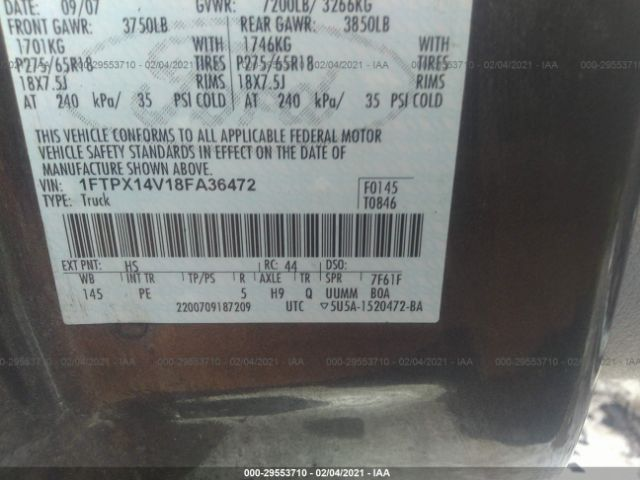 DATE: 09/07 GVWR: 7200LB/ 3266KG
FRONT GAWR: 3750LB REAR GAWR: 3850LB
1701KG WITH 1746KG WITH
P275/65R18 TIRES P275/65R18 TIRES
18X7.5J RIMS 18X7.5J RIMS
AT 240 kPa/ 35 PSI COLD AT 240 kPa/ 35 PSI COLD
THIS VEHICLE CONFORMS TO ALL APPLICABLE FEDERAL MOTOR
VEHICLE SAFETY STANDARDS IN EFFECT ON THE DATE OF
MANUFACTURE SHOWN ABOVE.
VIN: 1FTPX14V18FA36472 F0145
TYPE: Truck T0846
EXT PNT: HS RC: 44 DSO:
WB INT TR TP/PS R AXLE TR SPR 7F61F
145 PE 5 H9 Q UUMM BOA
2200709187209 UTC ▽5U5A-1520472-BA
000-29553710 - 02/04/2021 - IAA